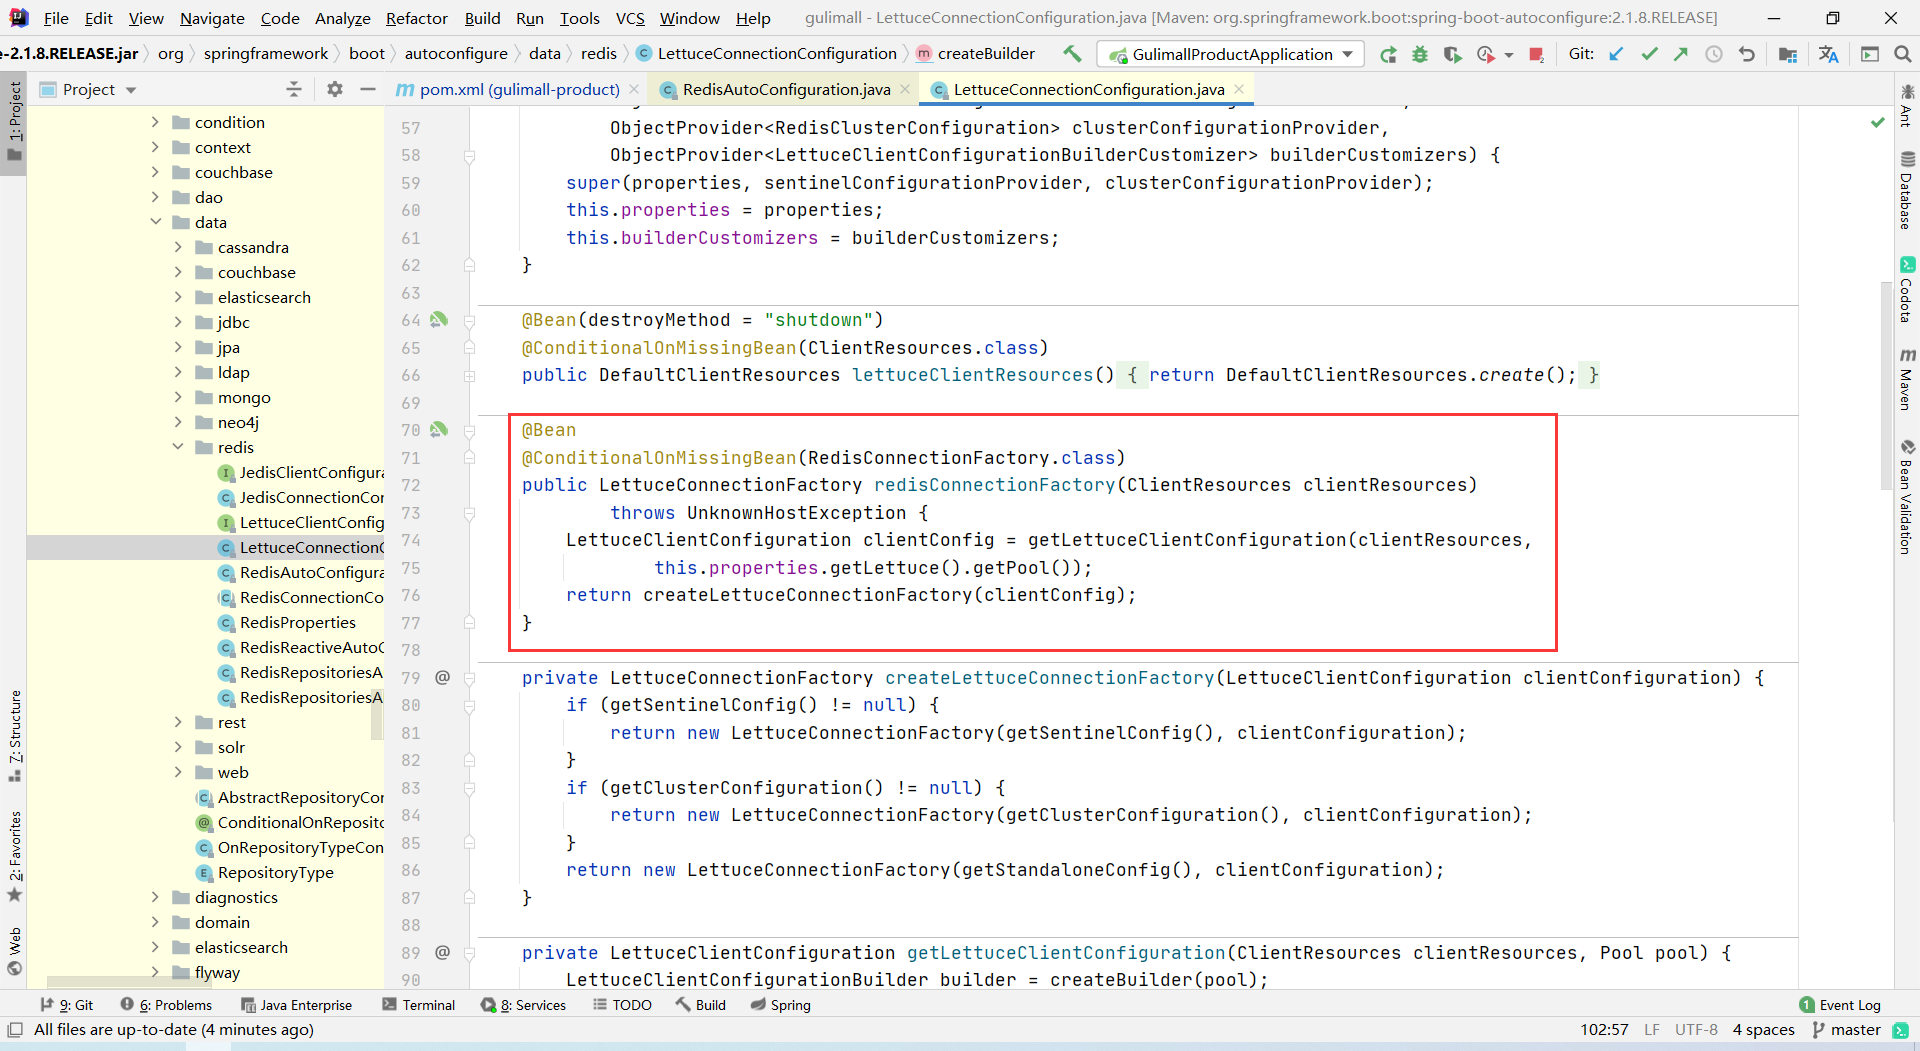 File Edit View Navigate Code Analyze Refactor Build Run Tools VCS Window Help gulimall - LettuceConnectionConfiguration.java [Maven: org.springframework.boot:spring-boot-autoconfigure:2.1.8.RELEASE]
e-2.1.8.RELEASE.jar org springframework boot autoconfigure data redis LettuceConnectionConfiguration createBuilder GulimallProductApplication Git:
Project pom.xml (gulimall-product) RedisAutoConfiguration.java LettuceConnectionConfiguration.java
1: Project
7: Structure
2: Favorites
Web
condition
context
couchbase
dao
data
cassandra
couchbase
elasticsearch
jdbc
jpa
ldap
mongo
neo4j
redis
JedisClientConfigura
JedisConnectionCon
LettuceClientConfig
LettuceConnectionC
RedisAutoConfigura
RedisConnectionCo
RedisProperties
RedisReactiveAutoC
RedisRepositoriesA
RedisRepositoriesA
rest
solr
web
AbstractRepositoryCon
ConditionalOnReposito
OnRepositoryTypeCon
RepositoryType
diagnostics
domain
elasticsearch
flyway
57 ObjectProvider<RedisClusterConfiguration> clusterConfigurationProvider,
58 ObjectProvider<LettuceClientConfigurationBuilderCustomizer> builderCustomizers) {
59 super(properties, sentinelConfigurationProvider, clusterConfigurationProvider);
60 this.properties = properties;
61 this.builderCustomizers = builderCustomizers;
62 }
63
64 @Bean(destroyMethod = "shutdown")
65 @ConditionalOnMissingBean(ClientResources.class)
66 public DefaultClientResources lettuceClientResources() { return DefaultClientResources.create(); }
69
70 @Bean
71 @ConditionalOnMissingBean(RedisConnectionFactory.class)
72 public LettuceConnectionFactory redisConnectionFactory(ClientResources clientResources)
73 throws UnknownHostException {
74 LettuceClientConfiguration clientConfig = getLettuceClientConfiguration(clientResources,
75 this.properties.getLettuce().getPool());
76 return createLettuceConnectionFactory(clientConfig);
77 }
78
79 @ private LettuceConnectionFactory createLettuceConnectionFactory(LettuceClientConfiguration clientConfiguration) {
80 if (getSentinelConfig() != null) {
81 return new LettuceConnectionFactory(getSentinelConfig(), clientConfiguration);
82 }
83 if (getClusterConfiguration() != null) {
84 return new LettuceConnectionFactory(getClusterConfiguration(), clientConfiguration);
85 }
86 return new LettuceConnectionFactory(getStandaloneConfig(), clientConfiguration);
87 }
88
89 @ private LettuceClientConfiguration getLettuceClientConfiguration(ClientResources clientResources, Pool pool) {
90 LettuceClientConfigurationBuilder builder = createBuilder(pool);
Ant
Database
Codota
Maven
Bean Validation
9: Git 6: Problems Java Enterprise Terminal 8: Services TODO Build Spring 1 Event Log
All files are up-to-date (4 minutes ago) 102:57 LF UTF-8 4 spaces master